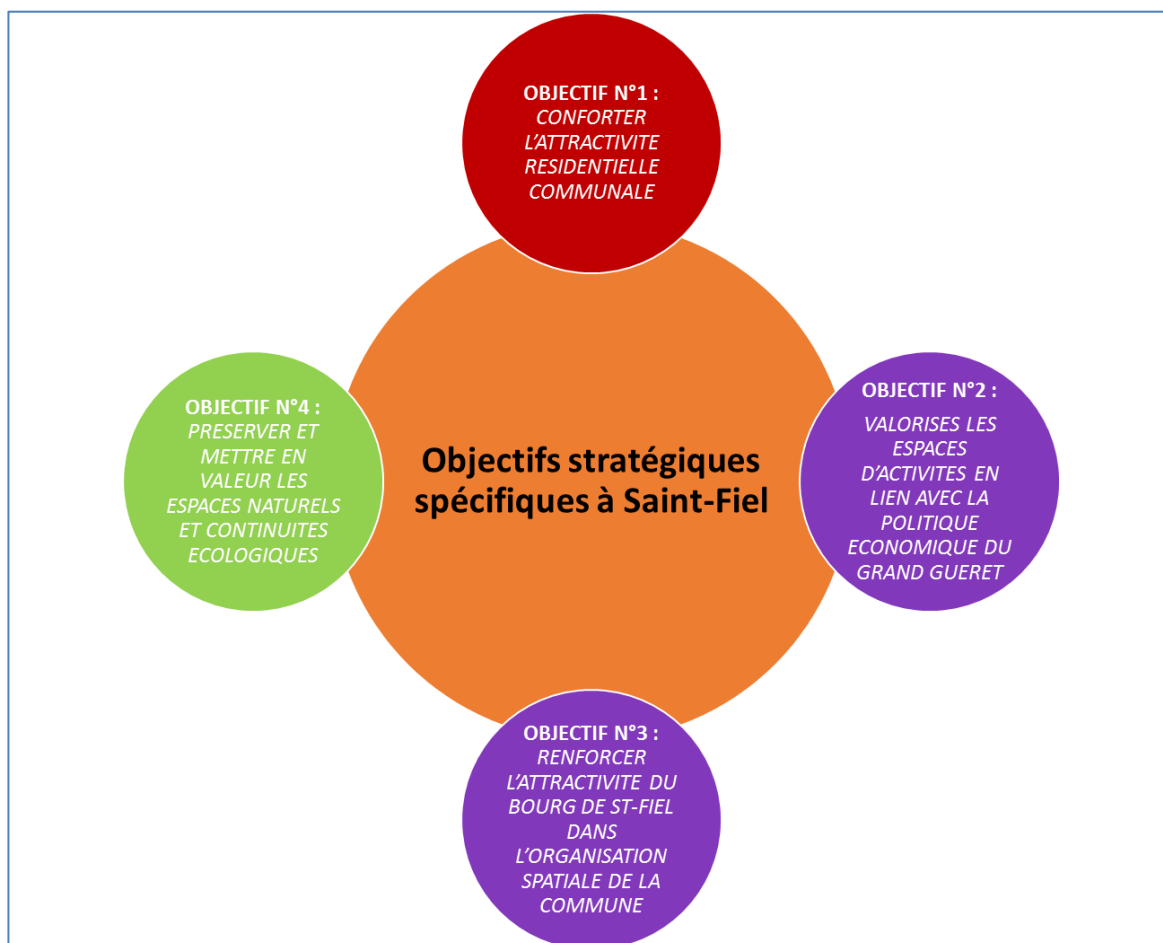 OBJECTIF N°1 :
CONFORTER
L'ATTRACTIVITE
RESIDENTIELLE
COMMUNALE
OBJECTIF N°4 :
PRESERVER ET
METTRE EN
VALEUR LES
ESPACES NATURELS
ET CONTINUITES
ECOLOGIQUES
Objectifs stratégiques
spécifiques à Saint-Fiel
OBJECTIF N°2 :
VALORISES LES
ESPACES
D'ACTIVITES EN
LIEN AVEC LA
POLITIQUE
ECONOMIQUE DU
GRAND GUERET
OBJECTIF N°3 :
RENFORCER
L'ATTRACTIVITE DU
BOURG DE ST-FIEL
DANS
L'ORGANISATION
SPATIALE DE LA
COMMUNE